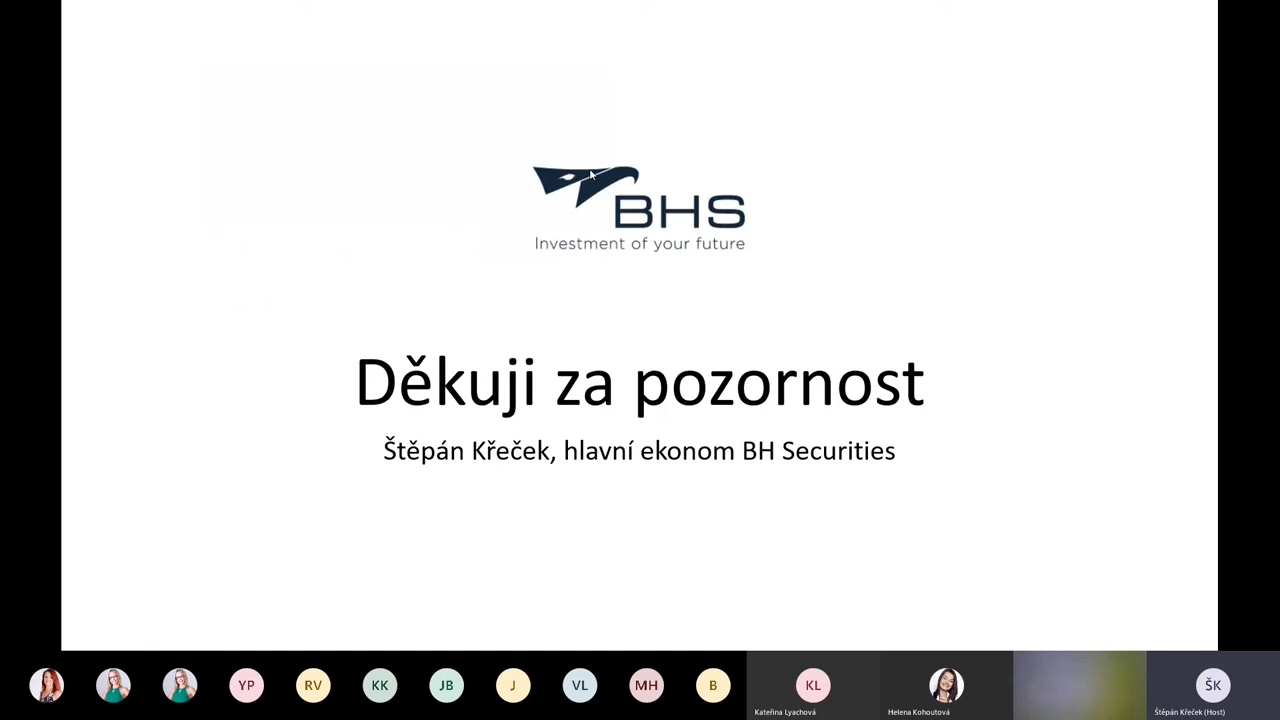 BHS
Investment of your future
Děkuji za pozornost
Štěpán Křeček, hlavní ekonom BH Securities
YP
RV
KK
JB
J
VL
MH
B
KL
ŠK
Kateřina Lyachová
Helena Kohoutová
Štěpán Křeček (Host)